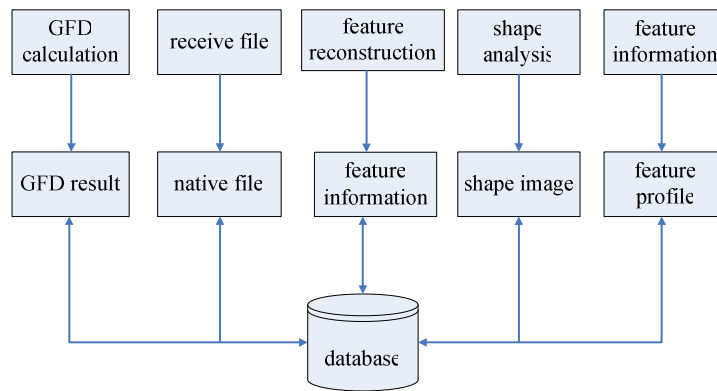 GFD
calculation
receive file
feature
reconstruction
shape
analysis
feature
information
GFD result
native file
feature
information
shape image
feature
profile
database